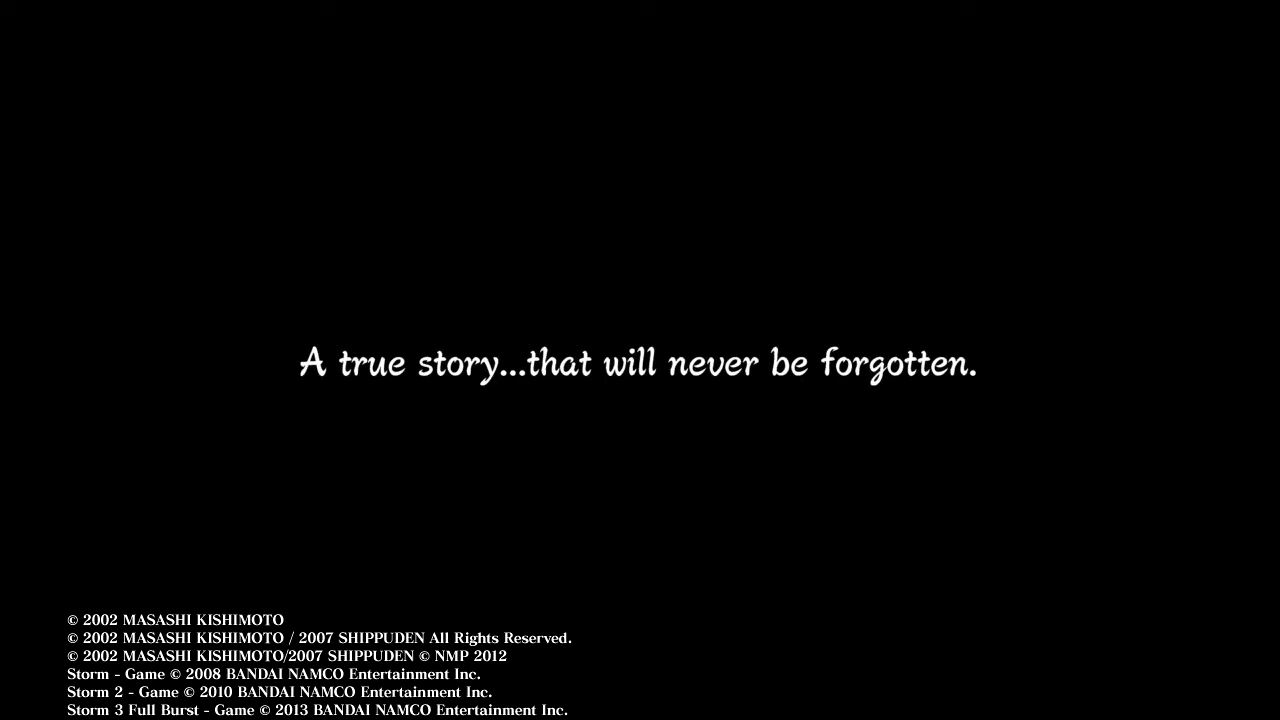 A true story...that will never be forgotten.
© 2002 MASASHI KISHIMOTO
© 2002 MASASHI KISHIMOTO / 2007 SHIPPUDEN All Rights Reserved.
© 2002 MASASHI KISHIMOTO/2007 SHIPPUDEN © NMP 2012
Storm - Game © 2008 BANDAI NAMCO Entertainment Inc.
Storm 2 - Game © 2010 BANDAI NAMCO Entertainment Inc.
Storm 3 Full Burst - Game © 2013 BANDAI NAMCO Entertainment Inc.